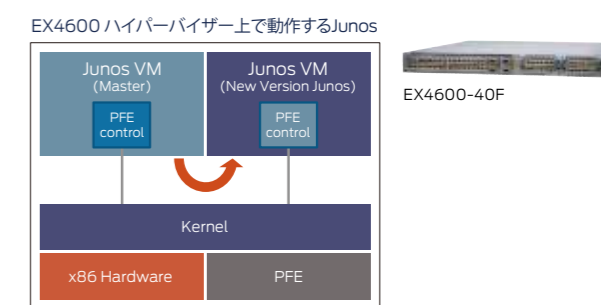 EX4600 ハイパーバイザー上で動作するJunos
Junos VM
(Master)
PFE
control
Junos VM
(New Version Junos)
PFE
control
Kernel
x86 Hardware
PFE
EX4600-40F